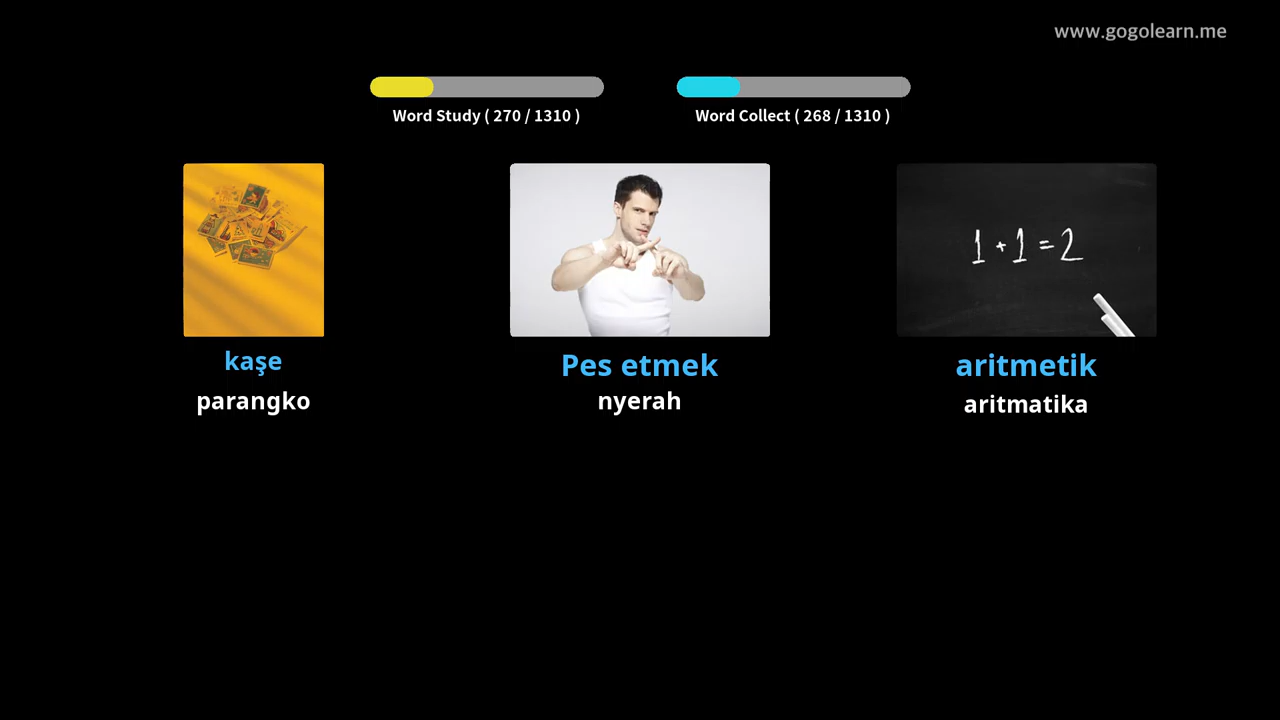 www.gogolearn.me
Word Study ( 270 / 1310 )
Word Collect ( 268 / 1310 )
1 + 1 = 2
kaşe
Pes etmek
aritmetik
parangko
nyerah
aritmatika